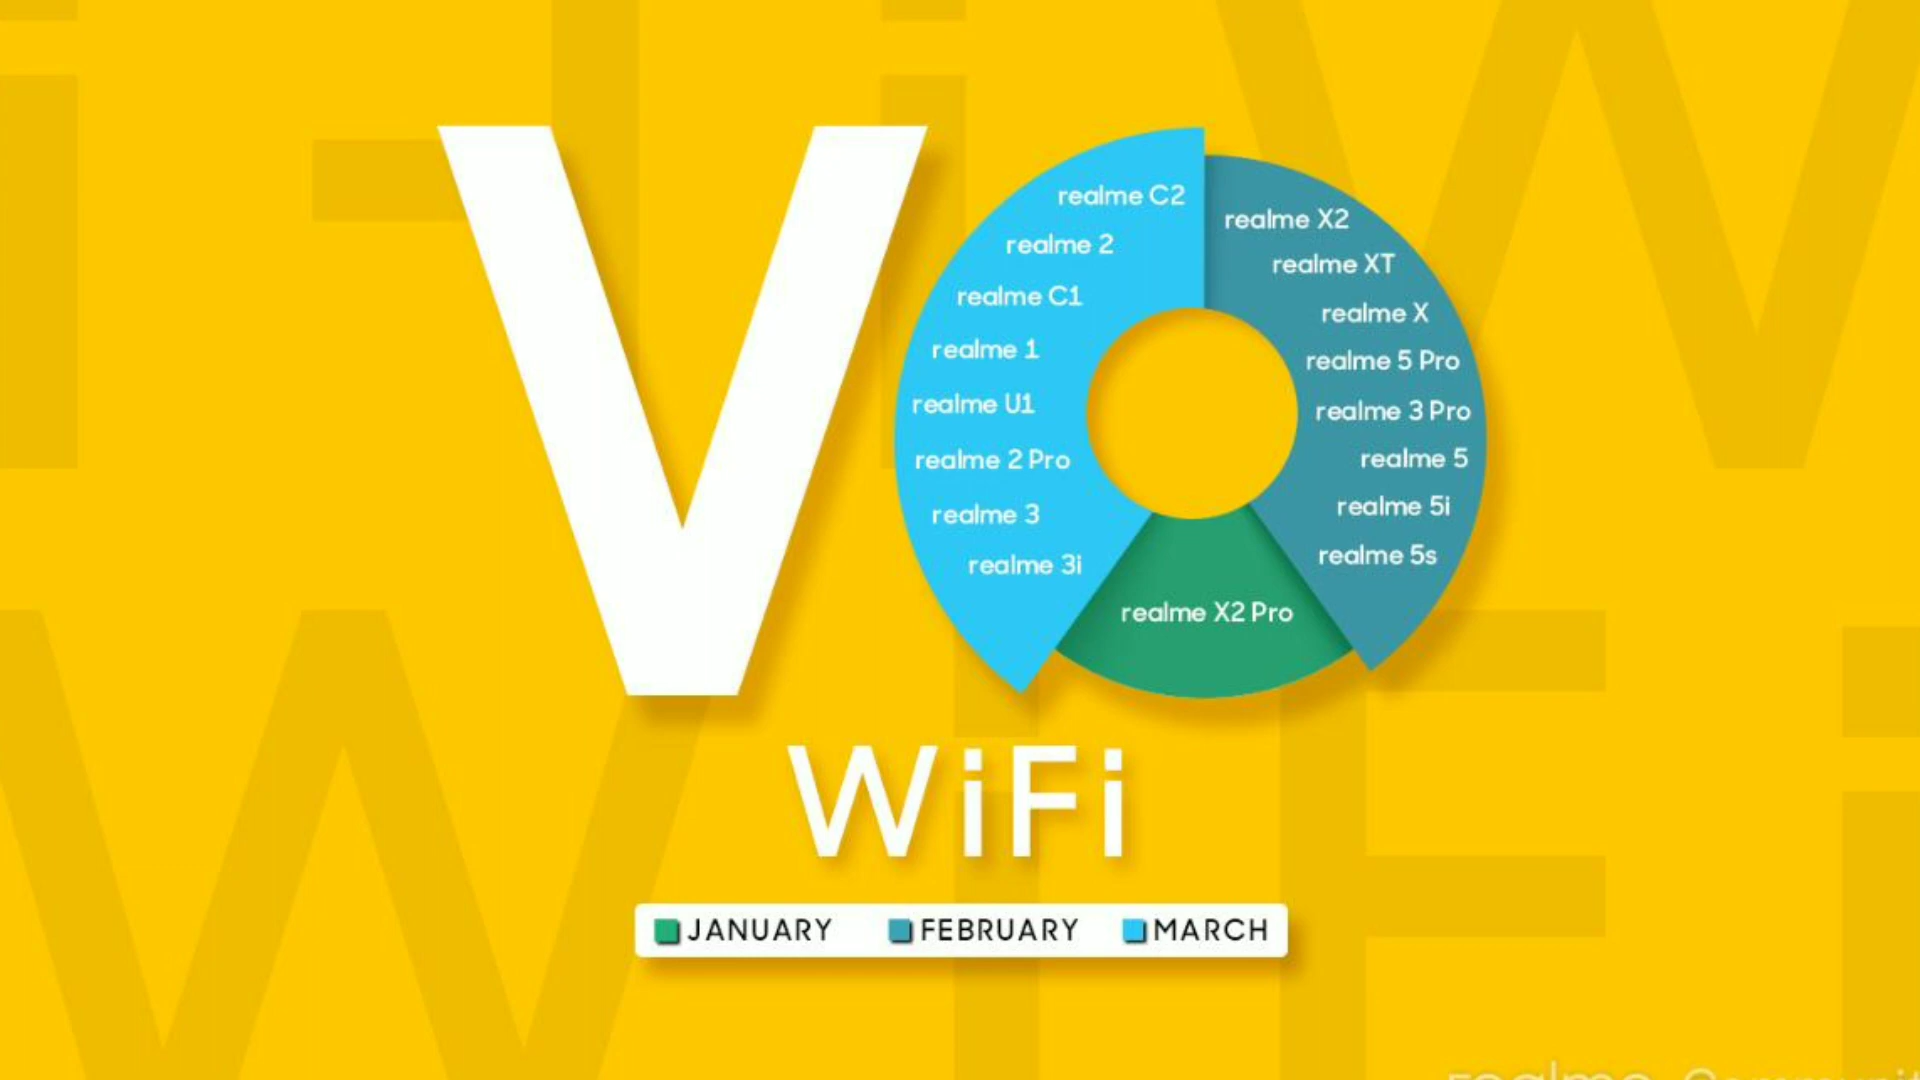 V
realme C2
realme 2
realme C1
realme 1
realme U1
realme 2 Pro
realme 3
realme 3i
realme X2
realme XT
realme X
realme 5 Pro
realme 3 Pro
realme 5
realme 5i
realme 5s
realme X2 Pro
WiFi
JANUARY FEBRUARY MARCH